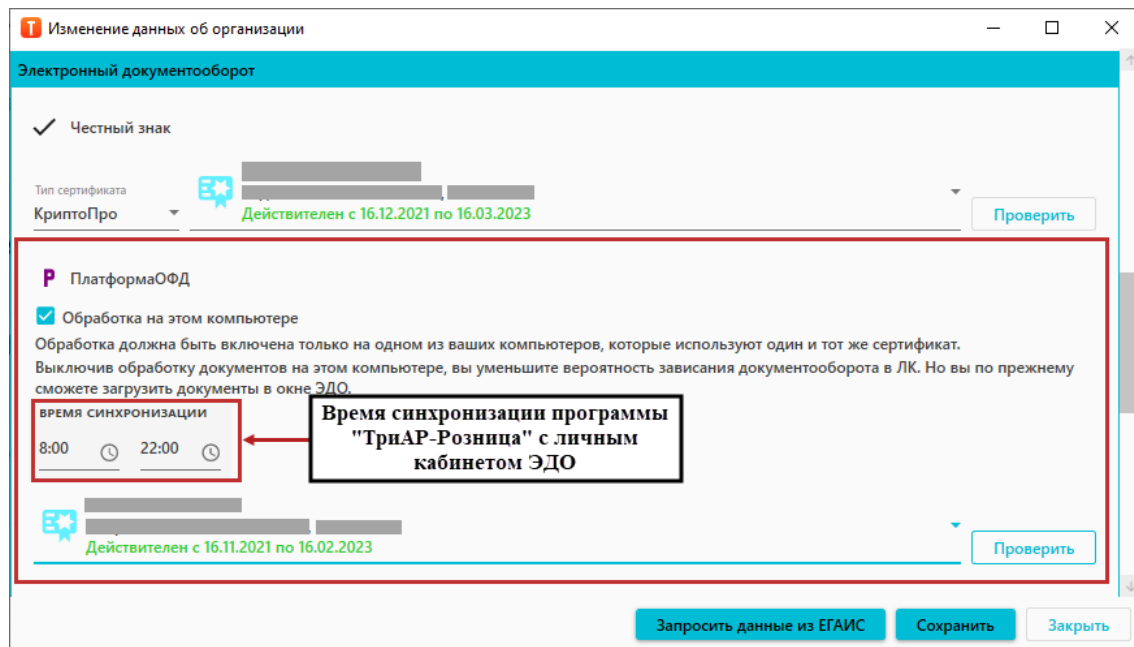 Изменение данных об организации
Электронный документооборот
Честный знак
Тип сертификата
КриптоПро
Действителен с 16.12.2021 по 16.03.2023
Проверить
ПлатформаОФД
Обработка на этом компьютере
Обработка должна быть включена только на одном из ваших компьютеров, которые используют один и тот же сертификат.
Выключив обработку документов на этом компьютере, вы уменьшите вероятность зависания документооборота в ЛК. Но вы по прежнему
сможете загрузить документы в окне ЭДО.
ВРЕМЯ СИНХРОНИЗАЦИИ
8:00 22:00
Время синхронизации программы
"ТриАР-Розница" с личным
кабинетом ЭДО
Действителен с 16.11.2021 по 16.02.2023
Проверить
Запросить данные из ЕГАИС Сохранить Закрыть